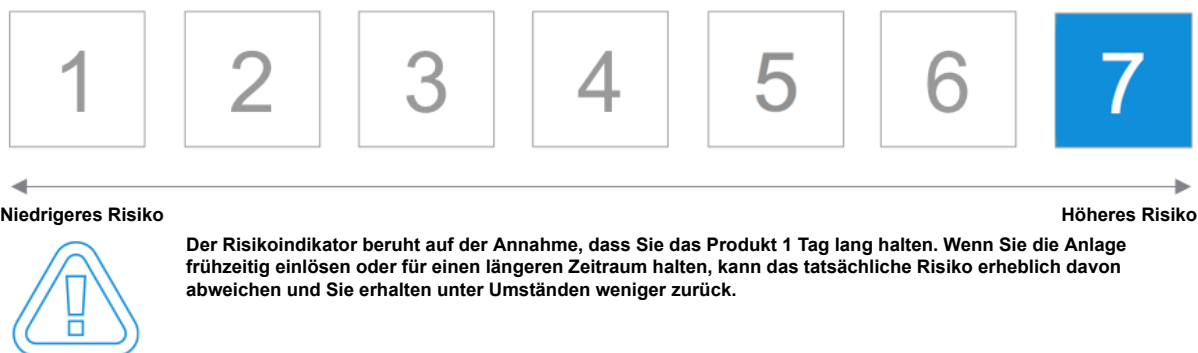 1 2 3 4 5 6 7
Niedrigeres Risiko Höheres Risiko
Der Risikoindikator beruht auf der Annahme, dass Sie das Produkt 1 Tag lang halten. Wenn Sie die Anlage
frühzeitig einlösen oder für einen längeren Zeitraum halten, kann das tatsächliche Risiko erheblich davon
abweichen und Sie erhalten unter Umständen weniger zurück.